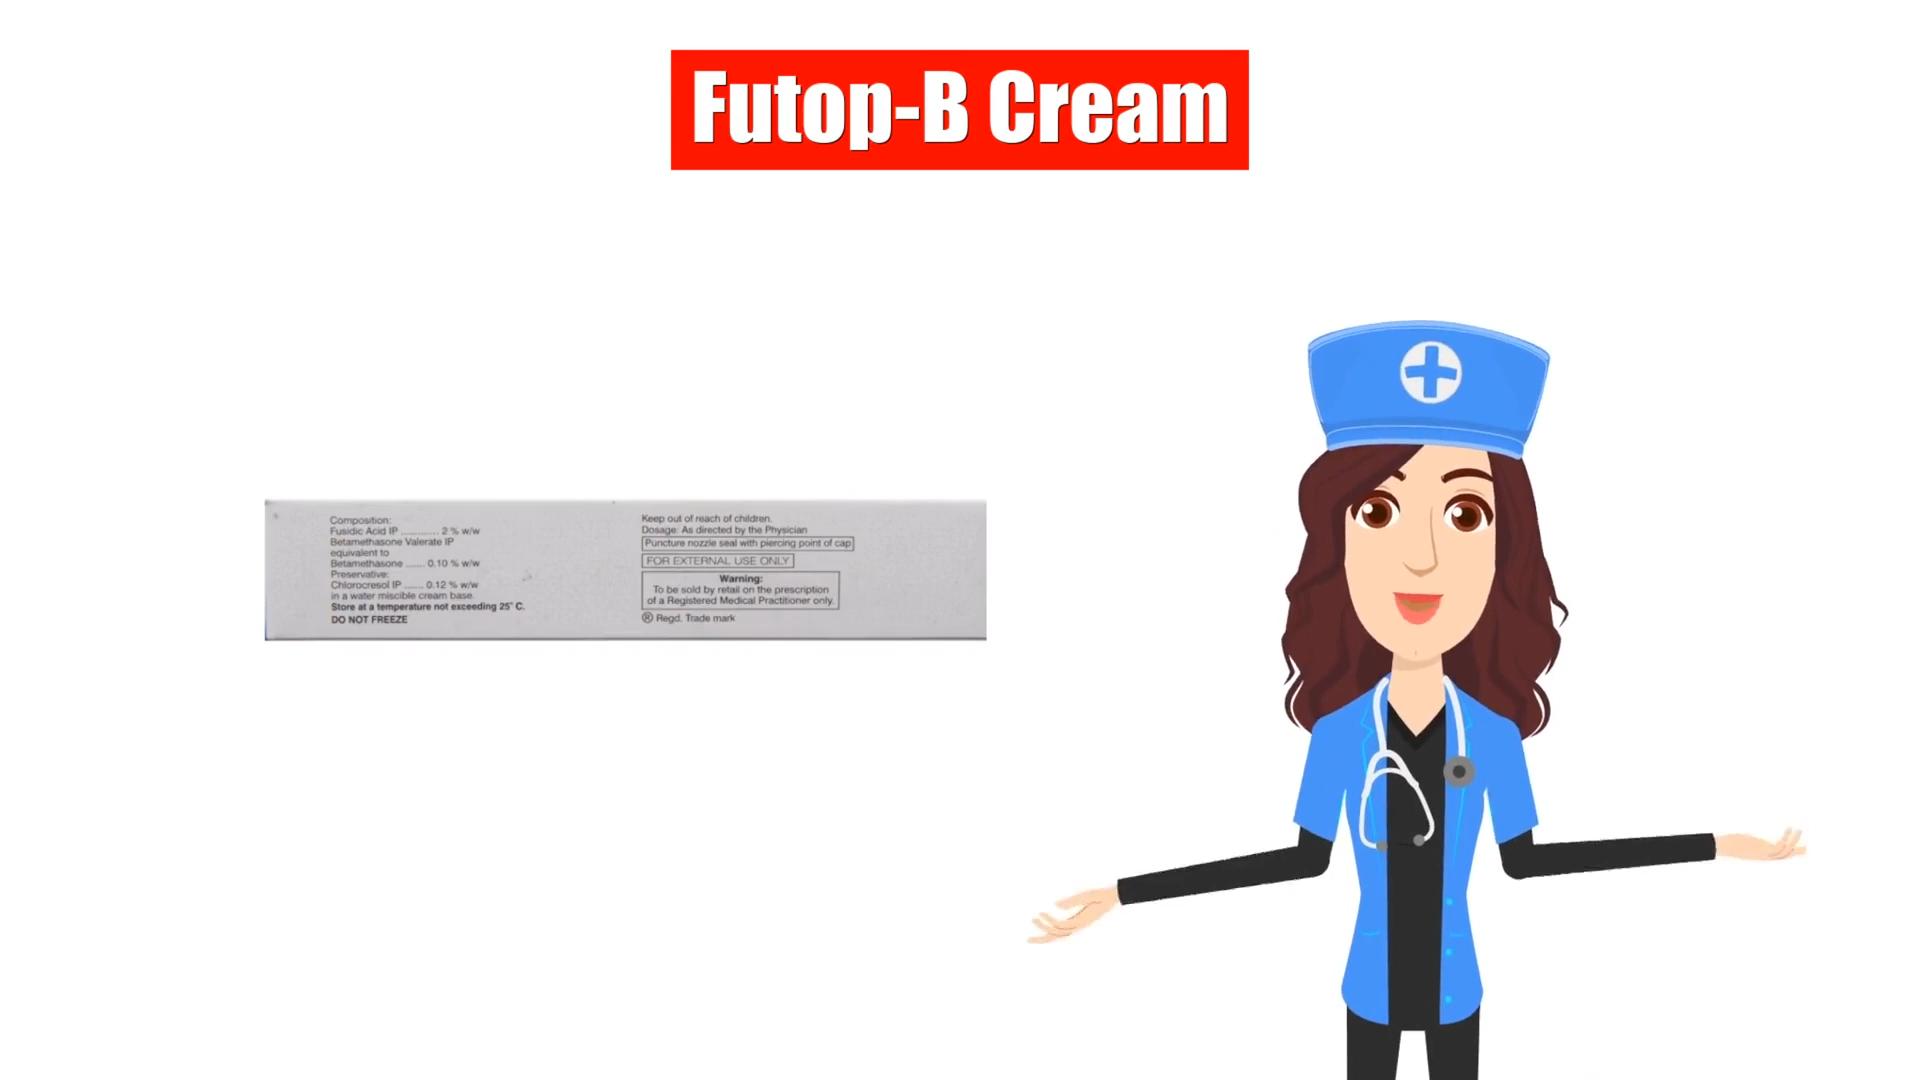 Futop-B Cream
Composition:
Fusidic Acid IP ............. 2 % w/w
Betamethasone Valerate IP
equivalent to
Betamethasone ...... 0.10 % w/w
Preservative:
Chlorocresol IP ...... 0.12 % w/w
in a water miscible cream base.
Store at a temperature not exceeding 25° C.
DO NOT FREEZE
Keep out of reach of children.
Dosage: As directed by the Physician
Puncture nozzle seal with piercing point of cap
FOR EXTERNAL USE ONLY
Warning:
To be sold by retail on the prescription
of a Registered Medical Practitioner only.
® Regd. Trade mark